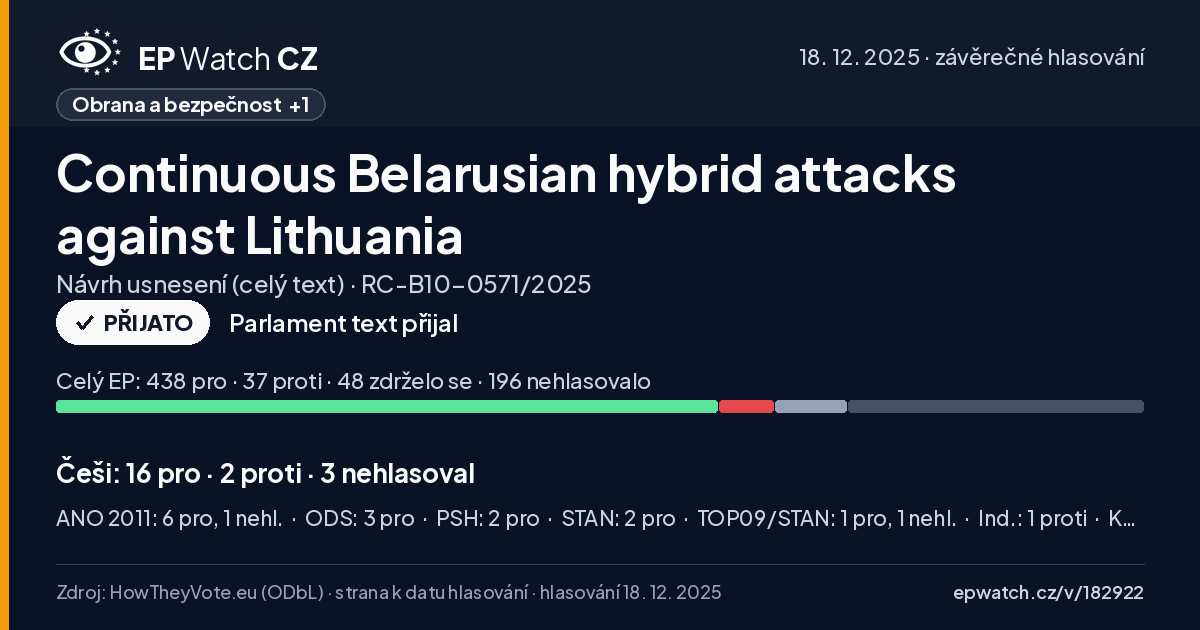 EP Watch CZ
18. 12. 2025 · závěrečné hlasování
Obrana a bezpečnost +1
Continuous Belarusian hybrid attacks
against Lithuania
Návrh usnesení (celý text) · RC-B10-0571/2025
✓ PŘIJATO Parlament text přijal
Celý EP: 438 pro · 37 proti · 48 zdrželo se · 196 nehlasovalo
Češi: 16 pro · 2 proti · 3 nehlasoval
ANO 2011: 6 pro, 1 nehl. · ODS: 3 pro · PSH: 2 pro · STAN: 2 pro · TOP09/STAN: 1 pro, 1 nehl. · Ind.: 1 proti · K…
Zdroj: HowTheyVote.eu (ODbL) · strana k datu hlasování · hlasování 18. 12. 2025
epwatch.cz/v/182922